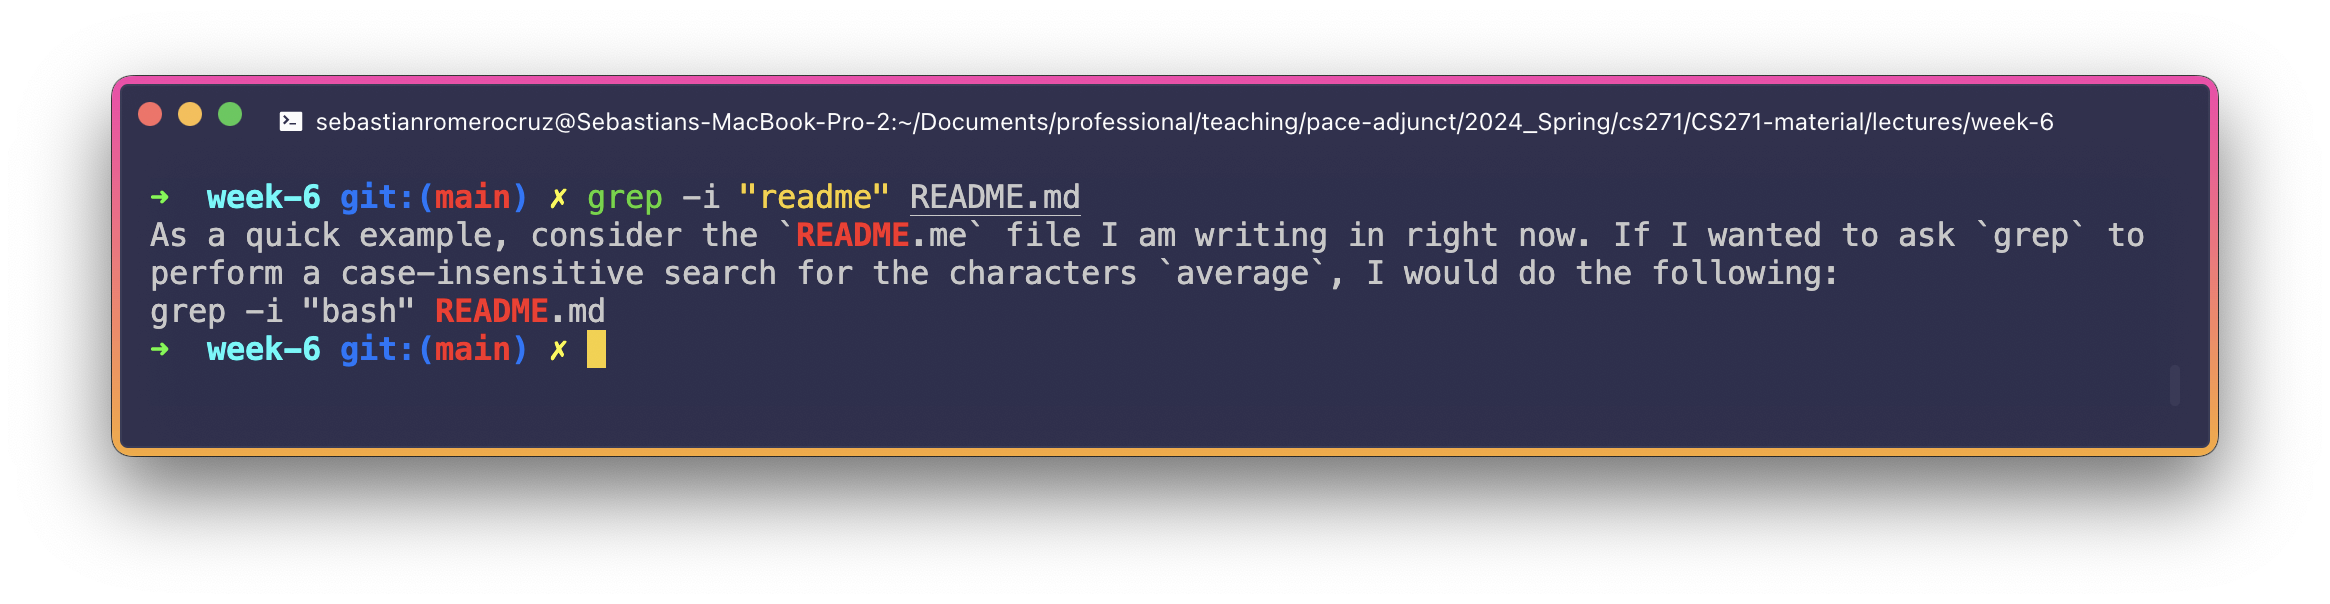 sebastianromerocruz@Sebastians-MacBook-Pro-2:~/Documents/professional/teaching/pace-adjunct/2024_Spring/cs271/CS271-material/lectures/week-6
➜  week-6 git:(main) ✗ grep -i "readme" README.md
As a quick example, consider the `README.me` file I am writing in right now. If I wanted to ask `grep` to
perform a case-insensitive search for the characters `average`, I would do the following:
grep -i "bash" README.md
➜  week-6 git:(main) ✗